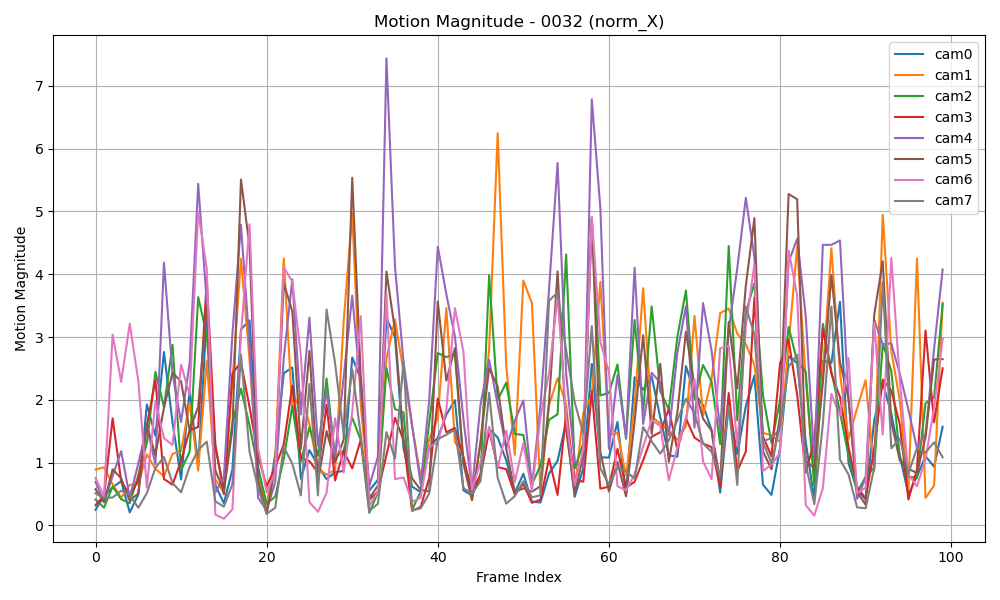 Motion Magnitude - 0032 (norm_X)
cam0
cam1
cam2
cam3
cam4
cam5
cam6
cam7
Motion Magnitude
7
6
5
4
3
2
1
0
0 20 40 60 80 100
Frame Index